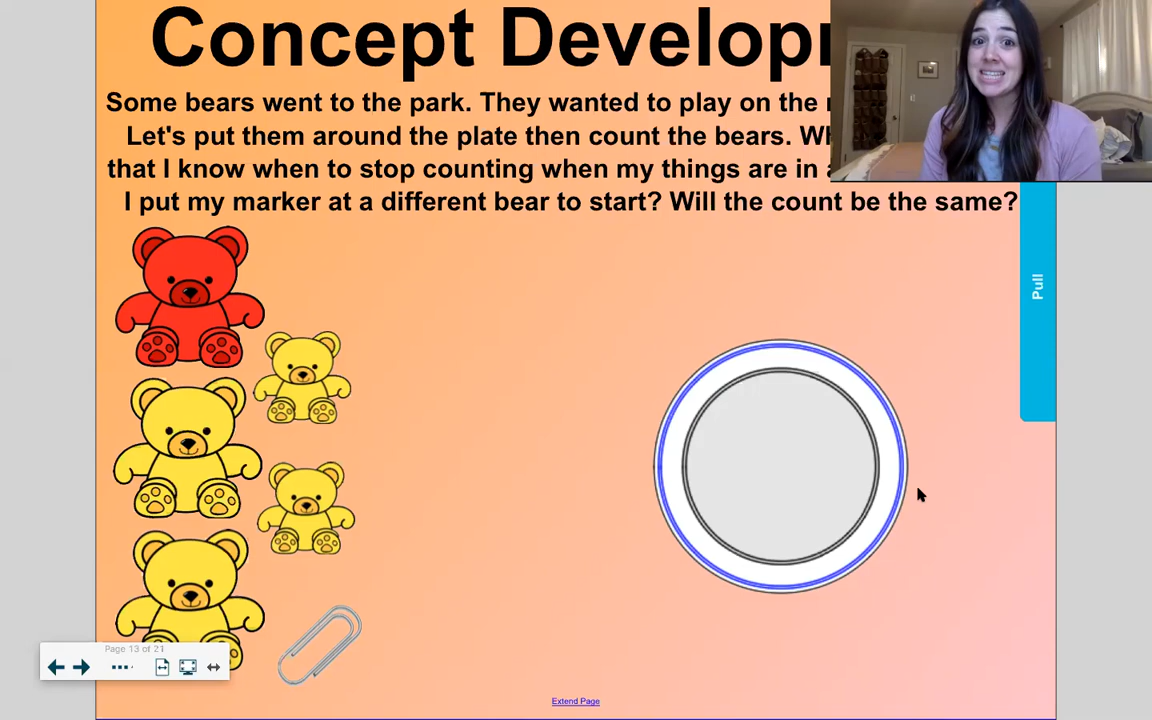 Concept
Some bears went to the park. They wanted to play on the
Let's put them around the plate then count the bears.
that I know when to stop counting when my things are in
I put my marker at a different bear to start? Will the count be the same?
Pull
Page 13 of 21
Extend Page